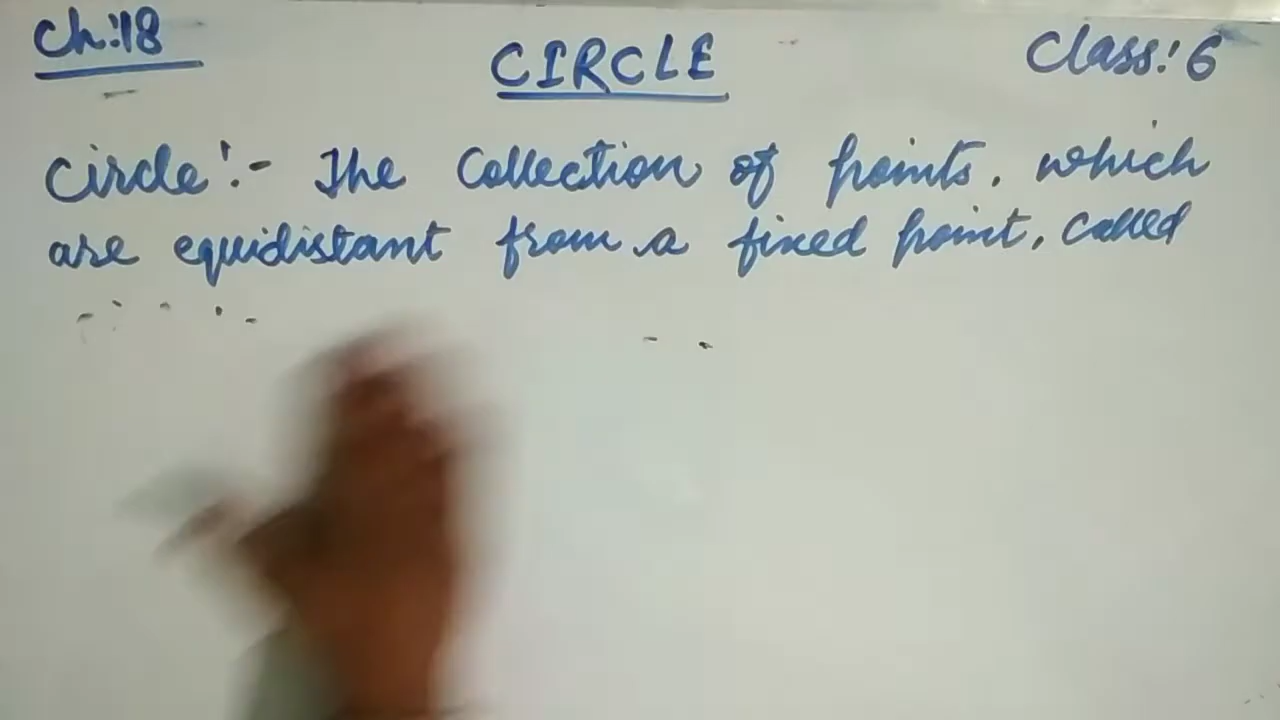 Ch:18
CIRCLE
Class: 6
Circle:- The Collection of points, which
are equidistant from a fixed point, called